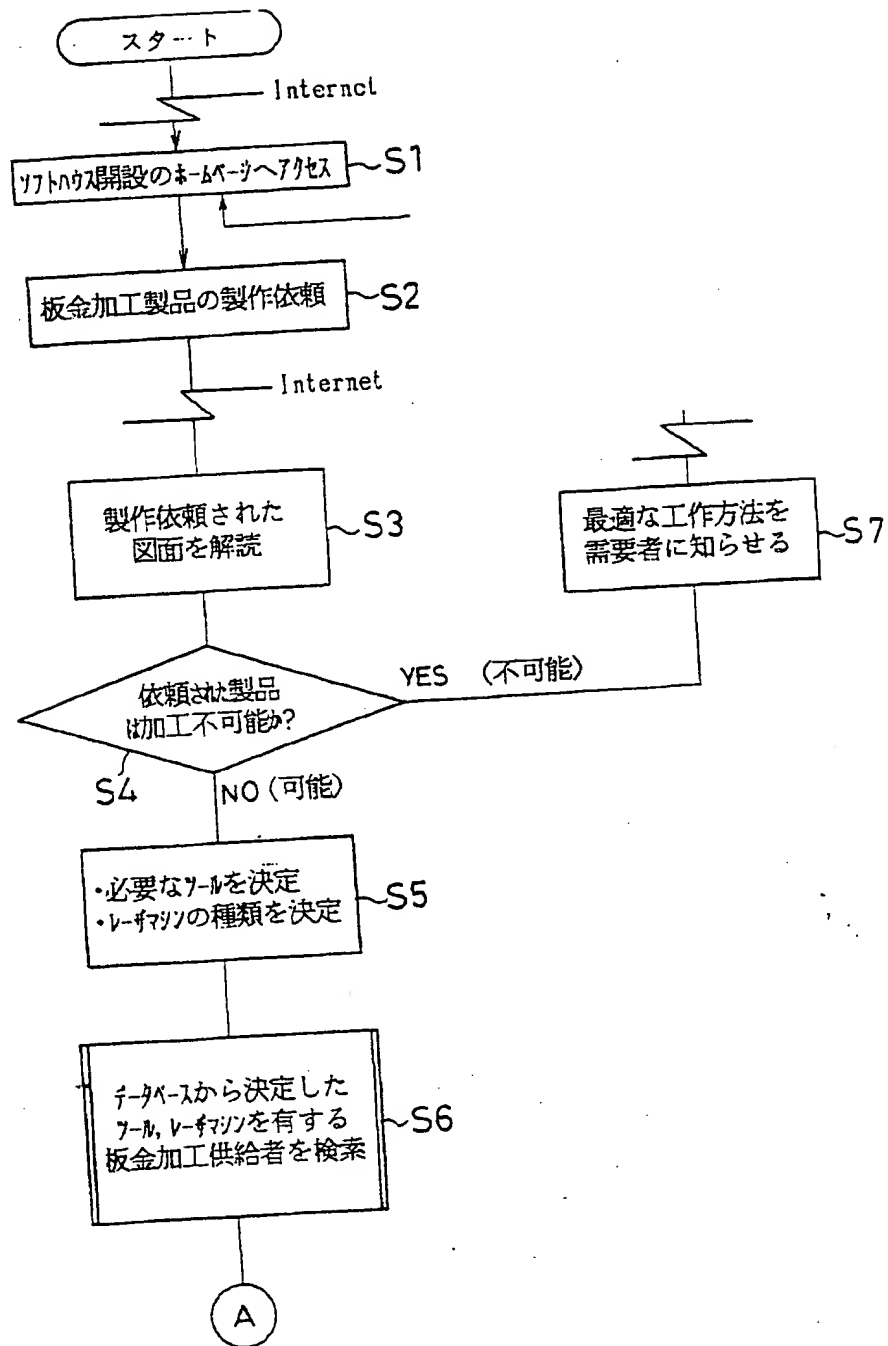 スタート
Internet
ソフトハウス開設のホームページへアクセス
S1
板金加工製品の製作依頼
S2
Internet
製作依頼された
図面を解読
S3
最適な工作方法を
需要者に知らせる
S7
依頼された製品
は加工不可能か?
S4
YES (不可能)
NO (可能)
・必要なツールを決定
・レーザマシンの種類を決定
S5
データベースから決定した
ツール, レーザマシンを有する
板金加工供給者を検索
S6
A